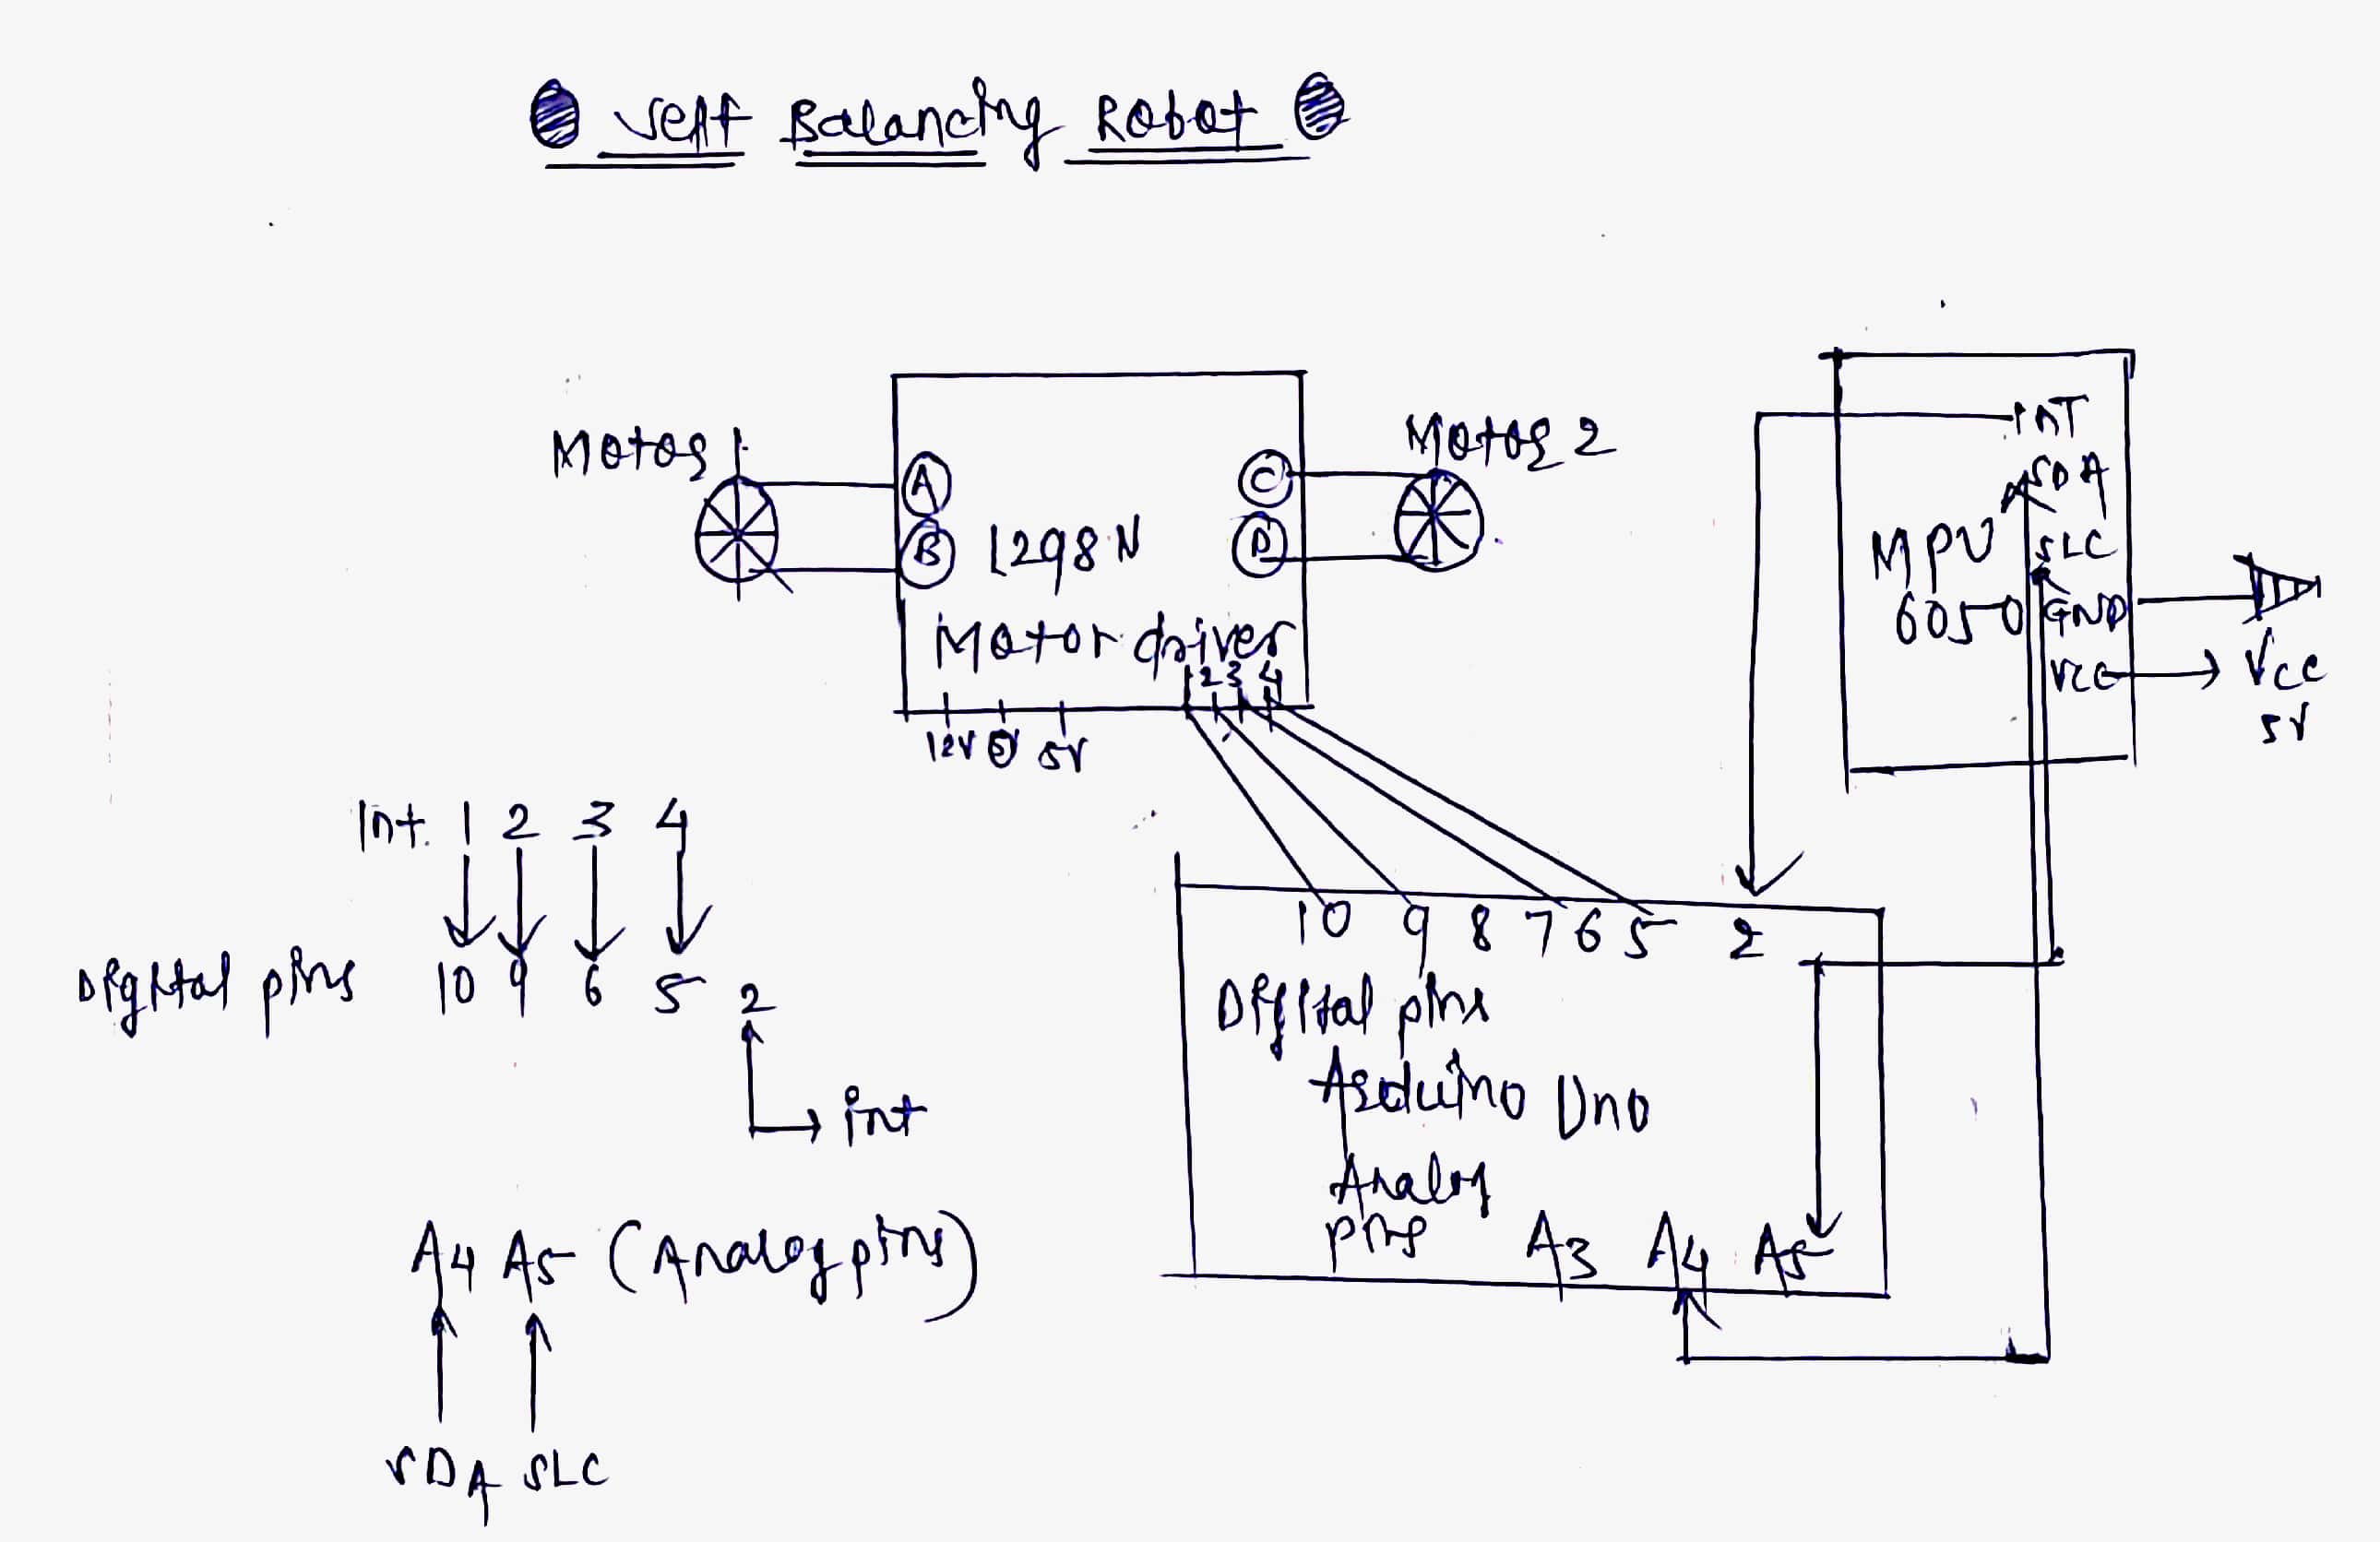 Self Balancing Robot
Motor 1
A
B
L298N
Motor driver
C
D
Motor 2
1 2 3 4
12V 5V
INT
SDA
SLC
GND
VCC
MPU
6050
Vcc
5V
Int. 1 2 3 4
Digital pins 10 9 6 5 2
int
10 9 8 7 6 5 2
Digital pins
Arduino Uno
Analog
pins
A3 A4 A5
A4 A5 (Analog pins)
SDA SLC